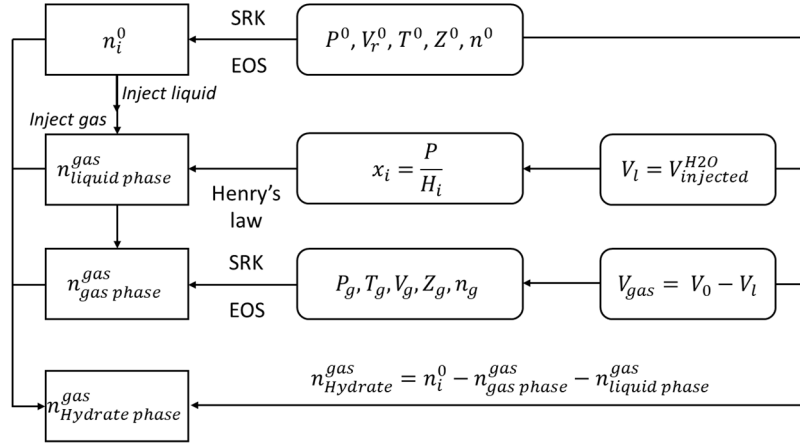 SRK
n_i^0
P^0, V_r^0, T^0, Z^0, n^0
EOS
Inject liquid
Inject gas
n_{liquid phase}^{gas}
x_i = \frac{P}{H_i}
V_l = V_{injected}^{H2O}
Henry's
law
SRK
n_{gas phase}^{gas}
P_g, T_g, V_g, Z_g, n_g
V_{gas} = V_0 − V_l
EOS
n_{Hydrate}^{gas} = n_i^0 − n_{gas phase}^{gas} − n_{liquid phase}^{gas}
n_{Hydrate phase}^{gas}